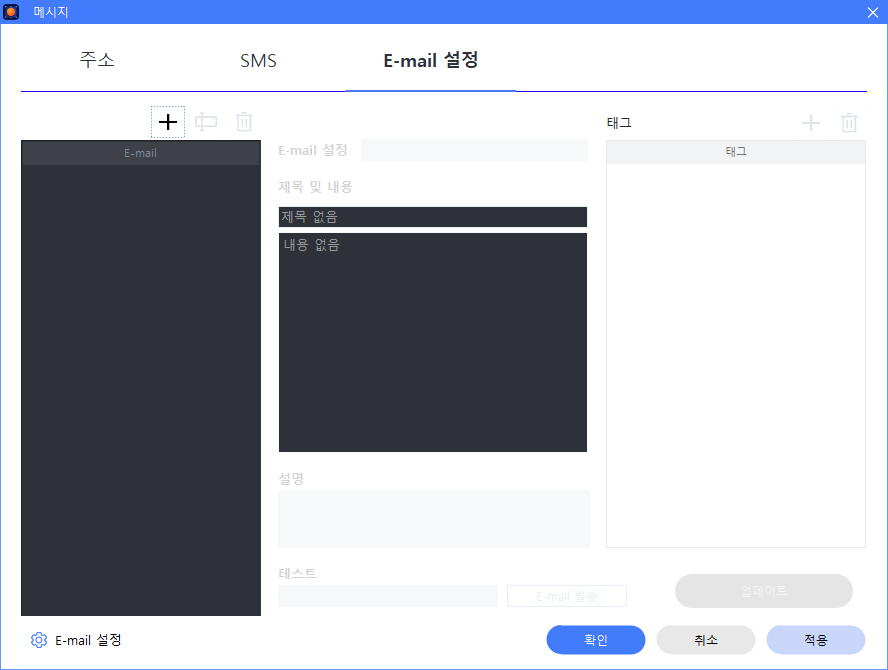 메시지
주소
SMS
E-mail 설정
태그
E-mail
E-mail 설정
태그
제목 및 내용
제목 없음
내용 없음
설명
테스트
E-mail 발송
업데이트
E-mail 설정
확인
취소
적용